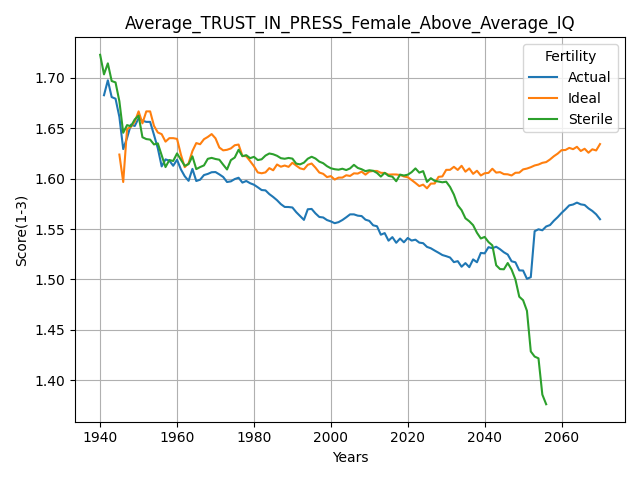 Average_TRUST_IN_PRESS_Female_Above_Average_IQ
Fertility
Actual
Ideal
Sterile
Score(1-3)
1.70
1.65
1.60
1.55
1.50
1.45
1.40
1940 1960 1980 2000 2020 2040 2060
Years